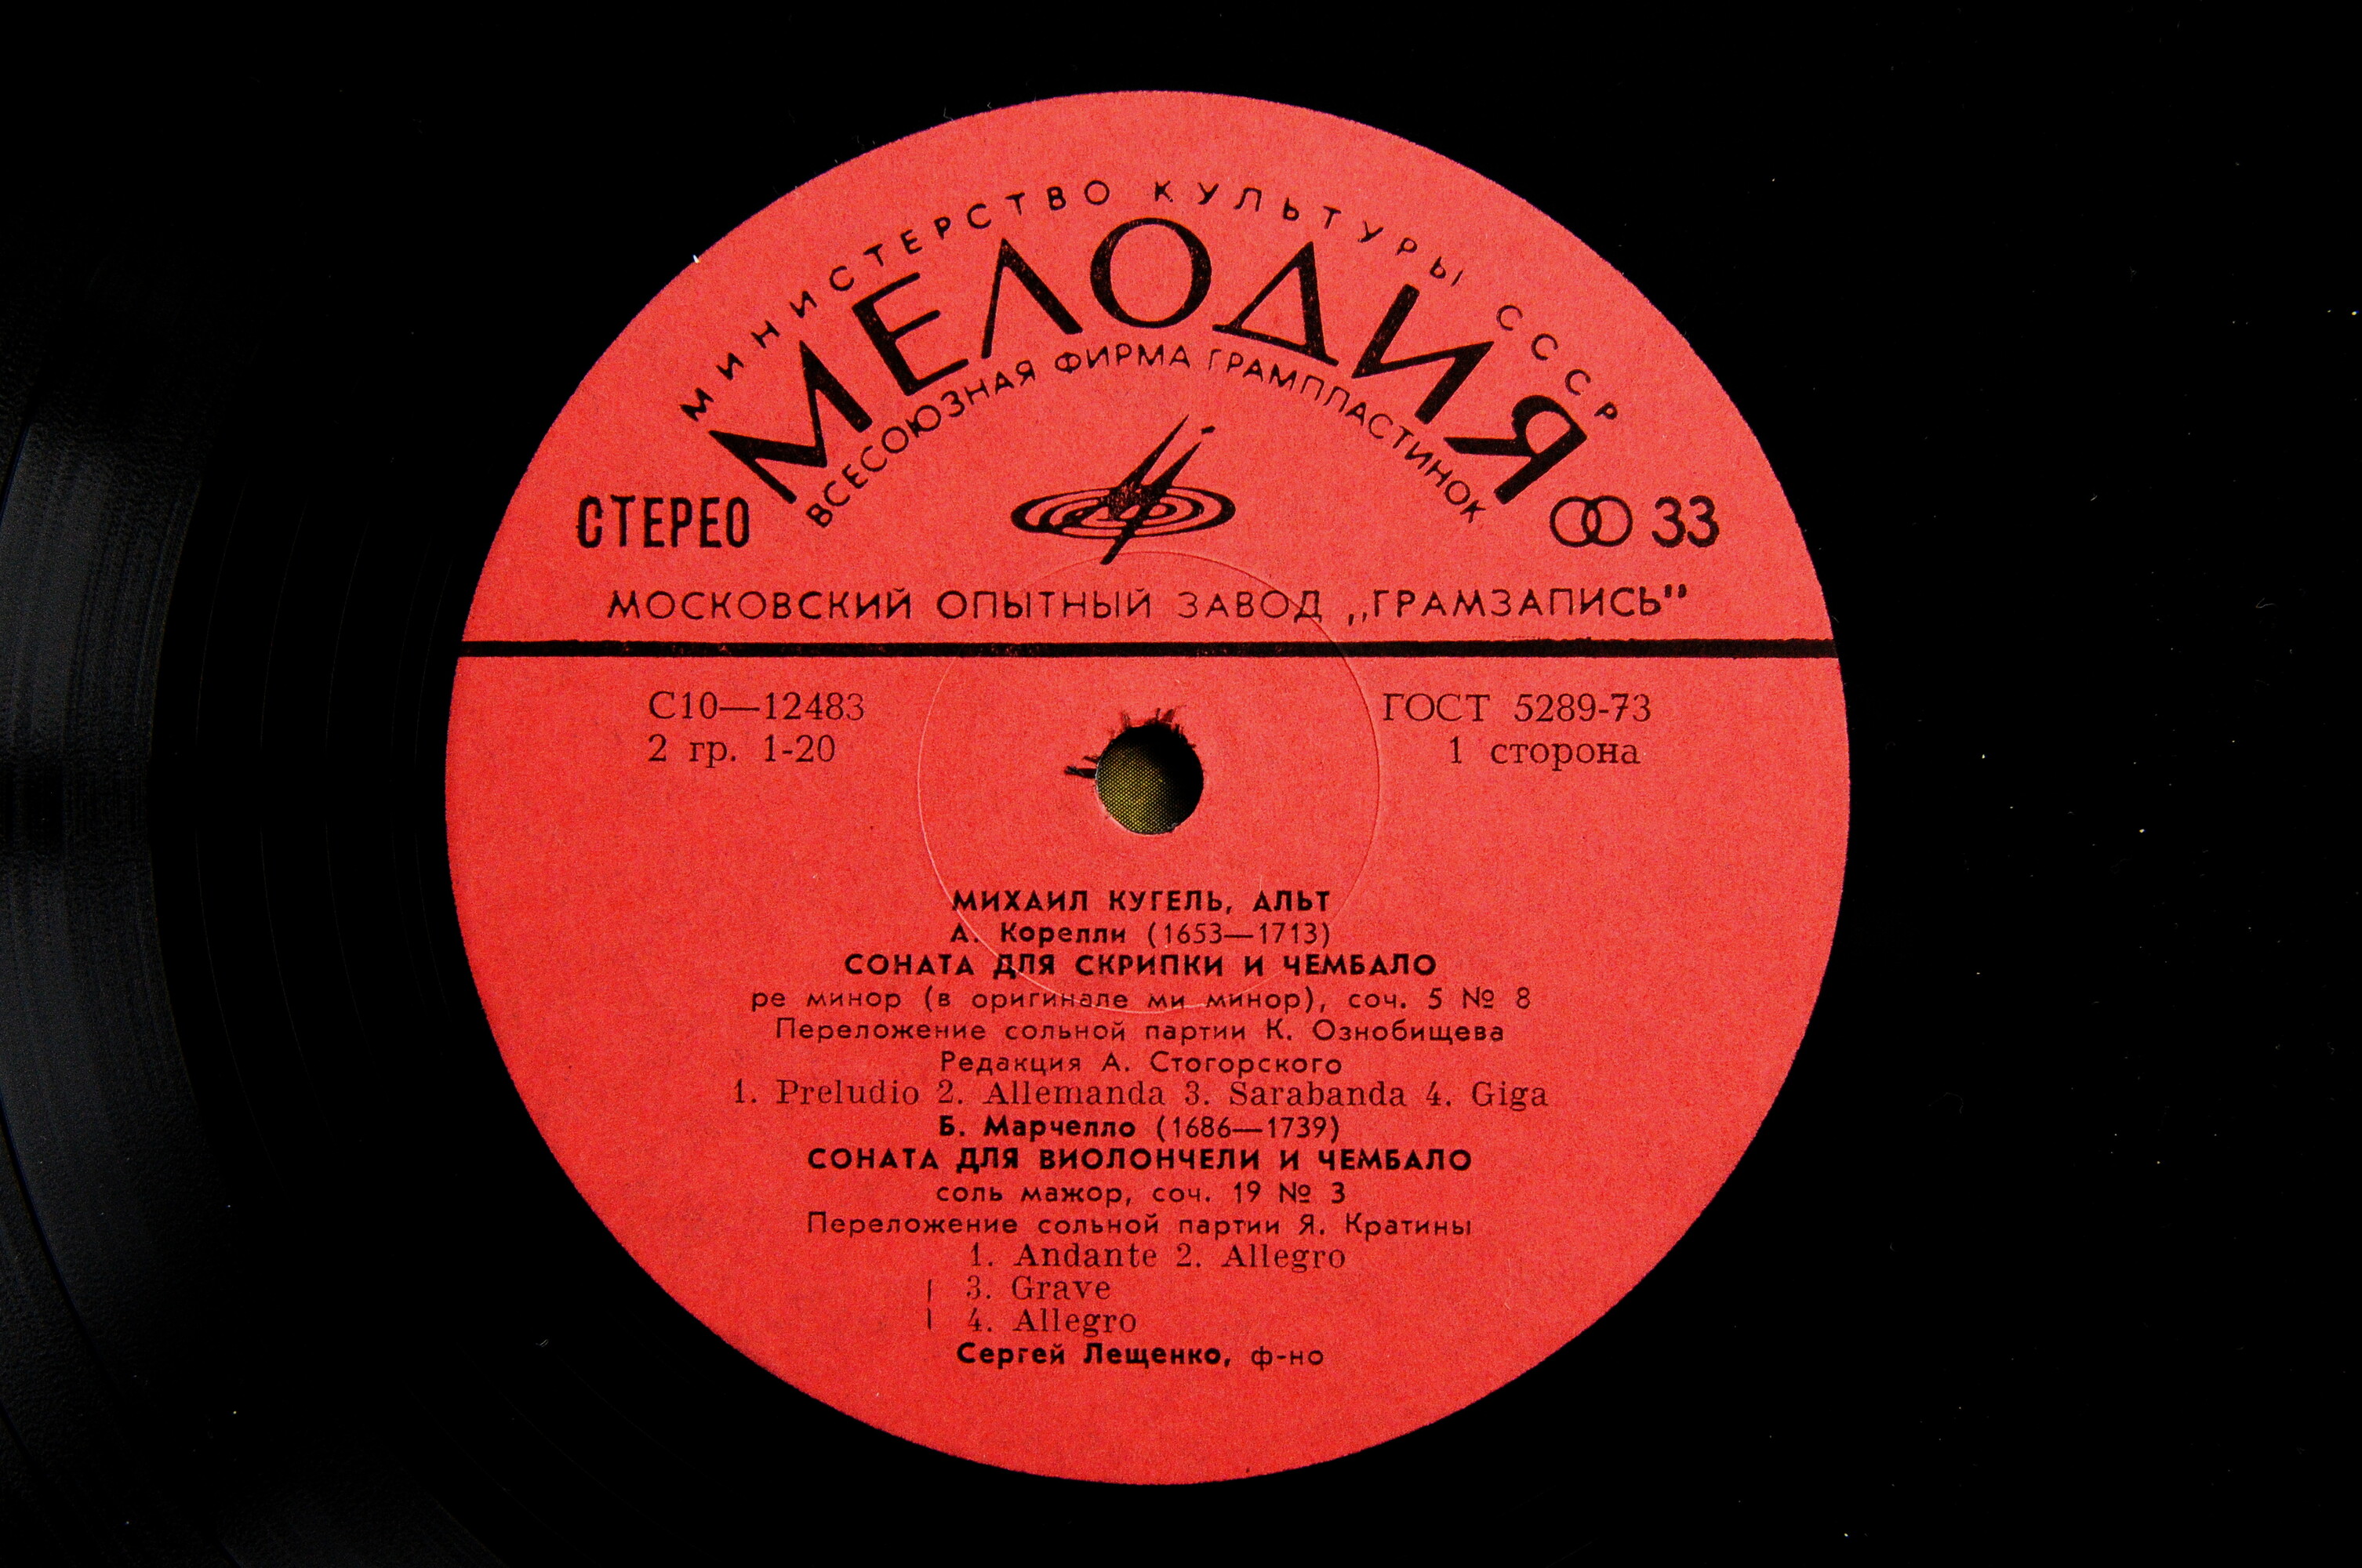 МИНИСТЕРСТВО КУЛЬТУРЫ СССР
МЕЛОДИЯ
ВСЕСОЮЗНАЯ ФИРМА ГРАМПЛАСТИНОК
СТЕРЕО
33
МОСКОВСКИЙ ОПЫТНЫЙ ЗАВОД „ГРАМЗАПИСЬ”
С10—12483
ГОСТ 5289-73
2 гр. 1-20
1 сторона
МИХАИЛ КУГЕЛЬ, АЛЬТ
А. Корелли (1653—1713)
СОНАТА ДЛЯ СКРИПКИ И ЧЕМБАЛО
ре минор (в оригинале ми минор), соч. 5 № 8
Переложение сольной партии К. Ознобищева
Редакция А. Стогорского
1. Preludio 2. Allemanda 3. Sarabanda 4. Giga
Б. Марчелло (1686—1739)
СОНАТА ДЛЯ ВИОЛОНЧЕЛИ И ЧЕМБАЛО
соль мажор, соч. 19 № 3
Переложение сольной партии Я. Кратины
1. Andante 2. Allegro
3. Grave
4. Allegro
Сергей Лещенко, ф-но